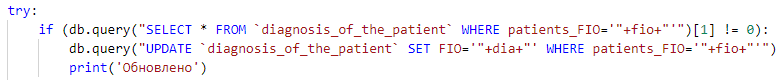 try:
    if (db.query("SELECT * FROM `diagnosis_of_the_patient` WHERE patients_FIO='"+fio+"'")[1] != 0):
        db.query("UPDATE `diagnosis_of_the_patient` SET FIO='"+dia+"' WHERE patients_FIO='"+fio+"'")
        print('Обновлено')